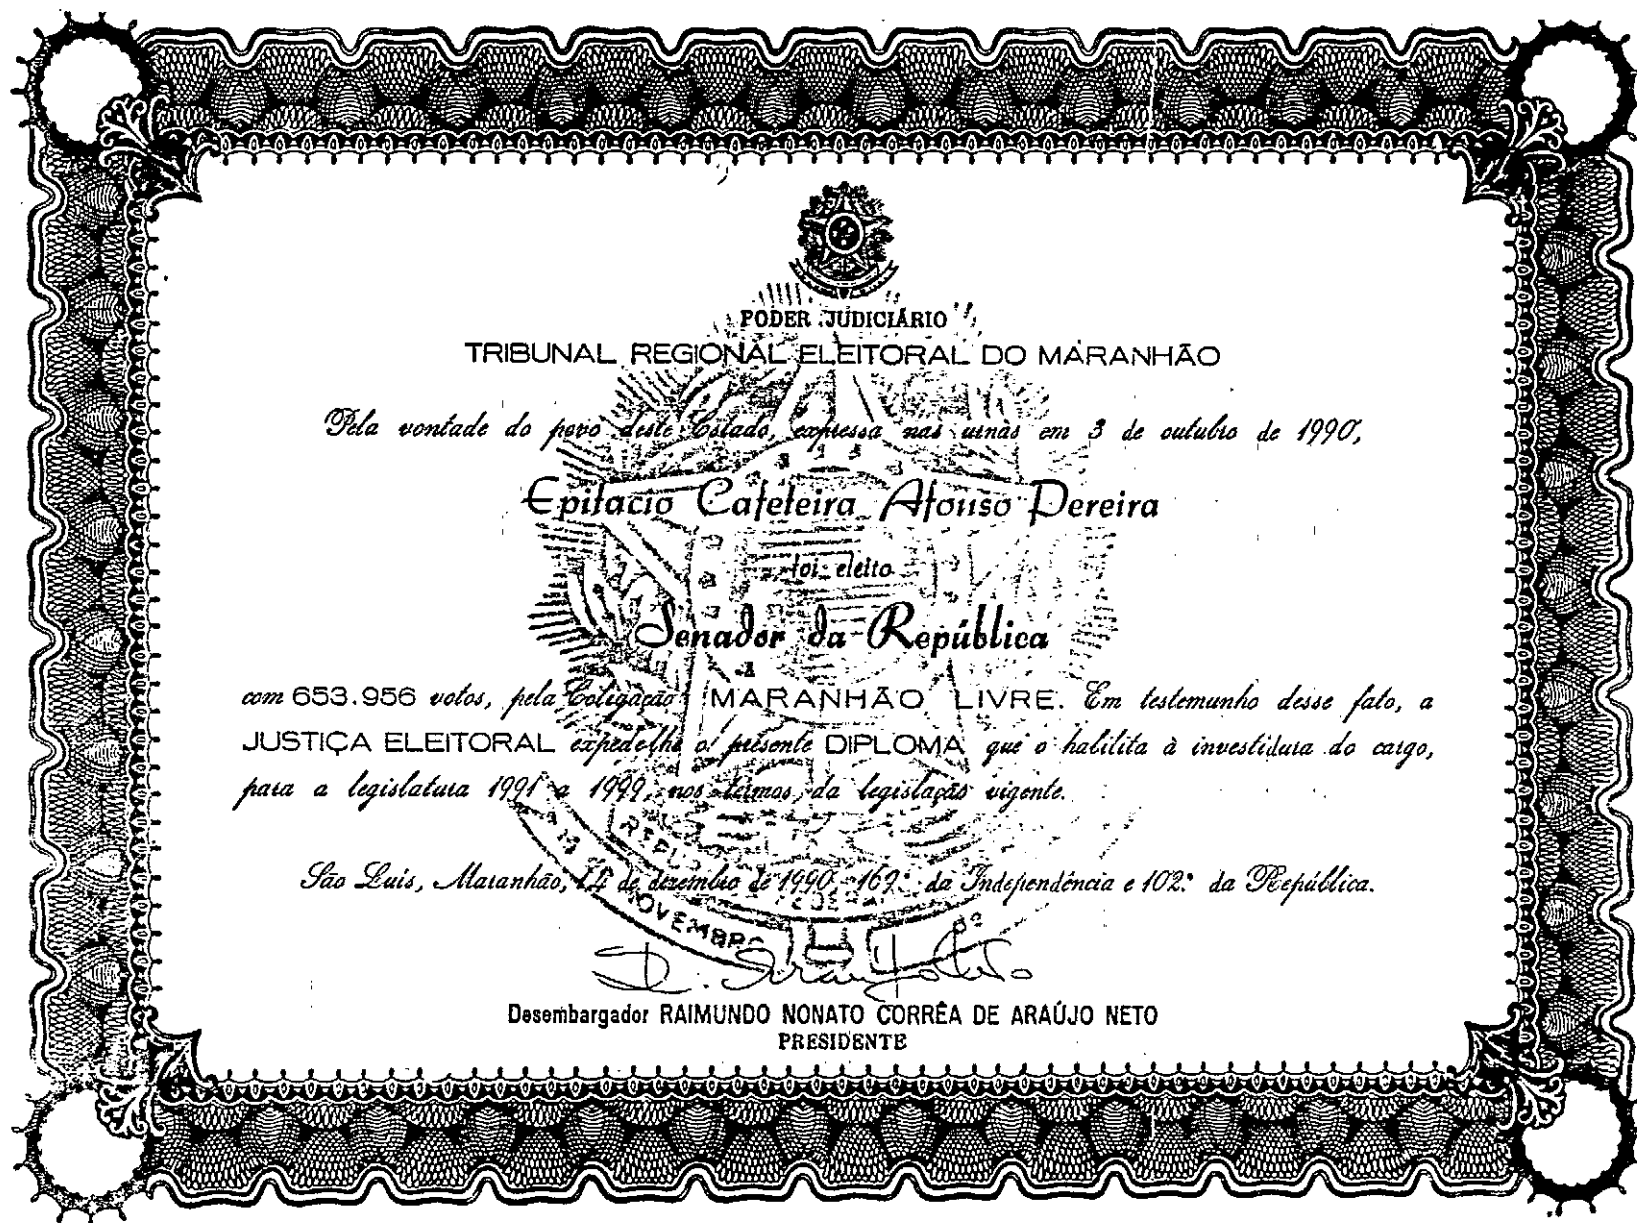 PODER JUDICIÁRIO
TRIBUNAL REGIONAL ELEITORAL DO MARANHÃO
Pela vontade do povo deste Estado, expressa nas urnas em 3 de outubro de 1990,
Epitacio Cafeteira Afonso Pereira
foi eleito
Senador da República
com 653.956 votos, pela Coligação MARANHÃO LIVRE. Em testemunho desse fato, a
JUSTIÇA ELEITORAL expede-lhe o presente DIPLOMA que o habilita à investidura do cargo,
para a legislatura 1991 a 1999, nos termos da legislação vigente.
São Luís, Maranhão, 14 de dezembro de 1990, 169º da Independência e 102º da República.
Desembargador RAIMUNDO NONATO CORRÊA DE ARAÚJO NETO
PRESIDENTE